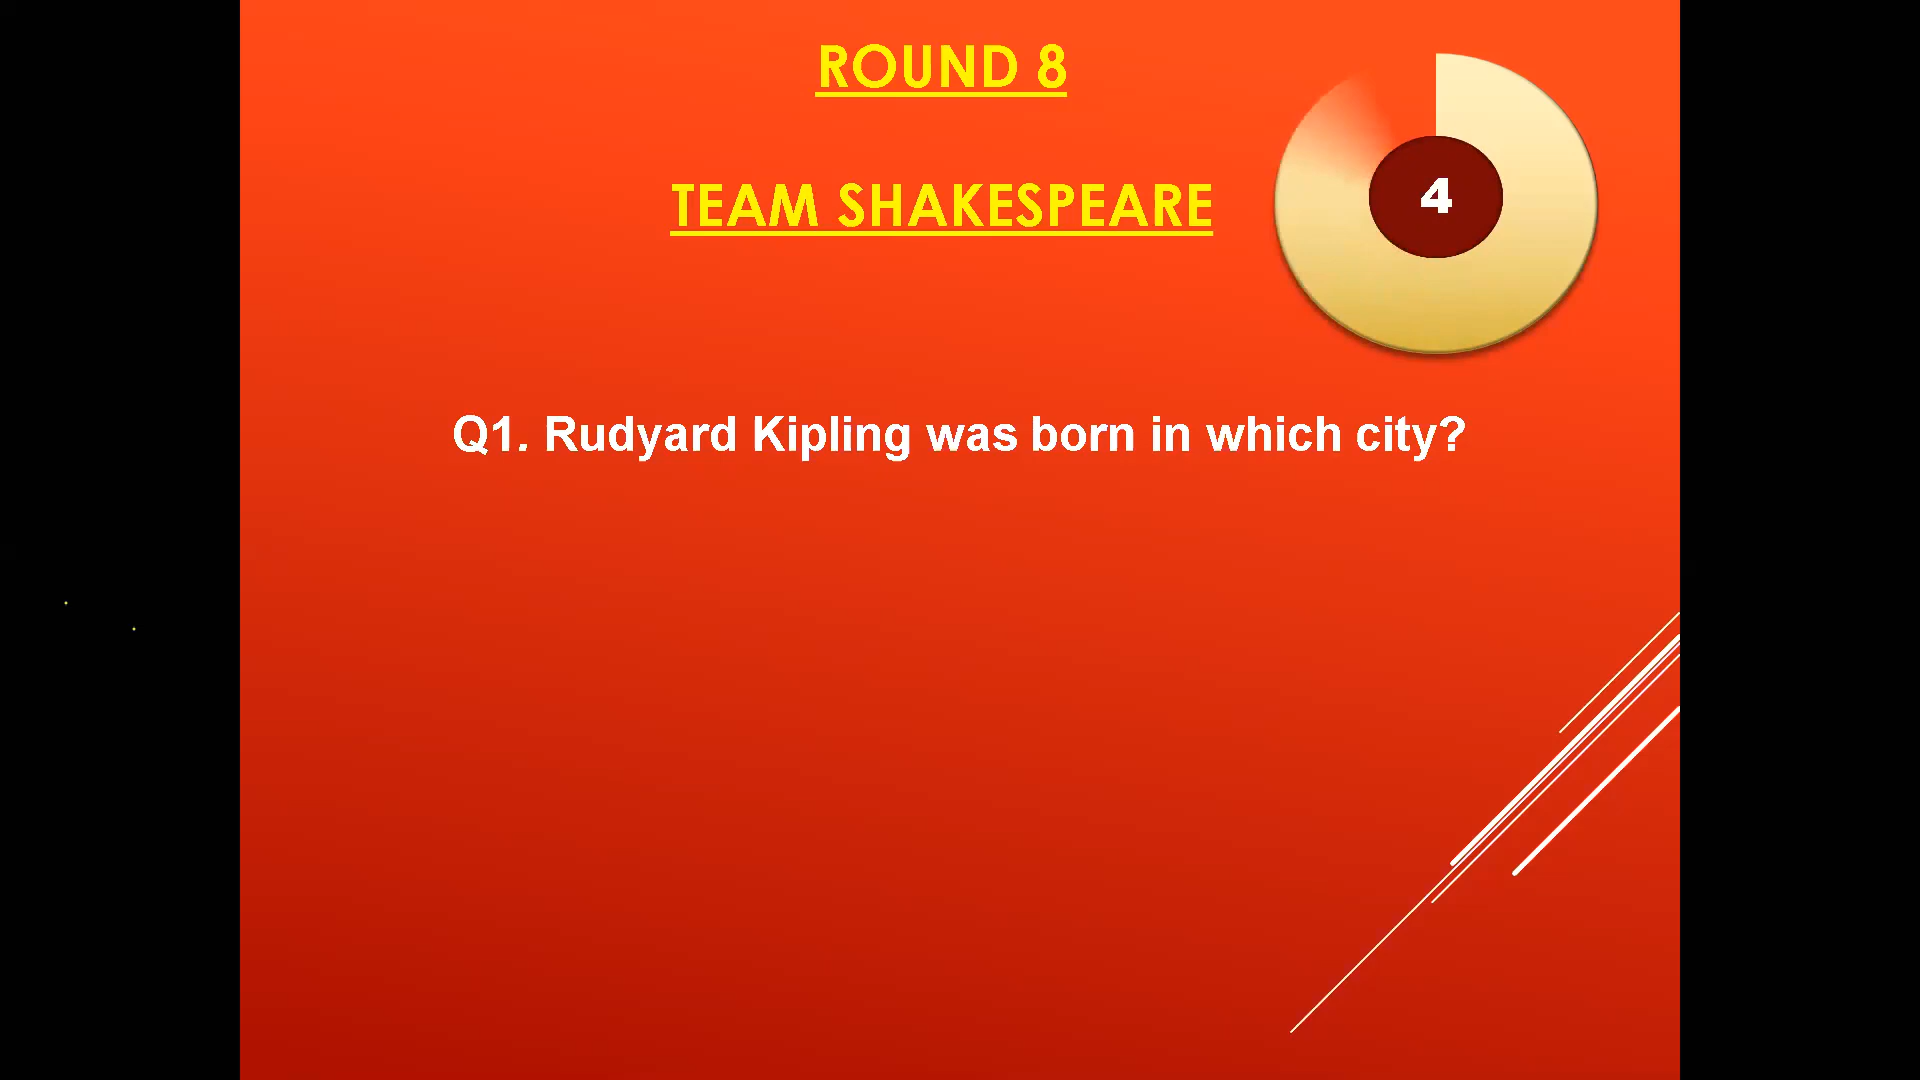 ROUND 8
TEAM SHAKESPEARE
4
Q1. Rudyard Kipling was born in which city?